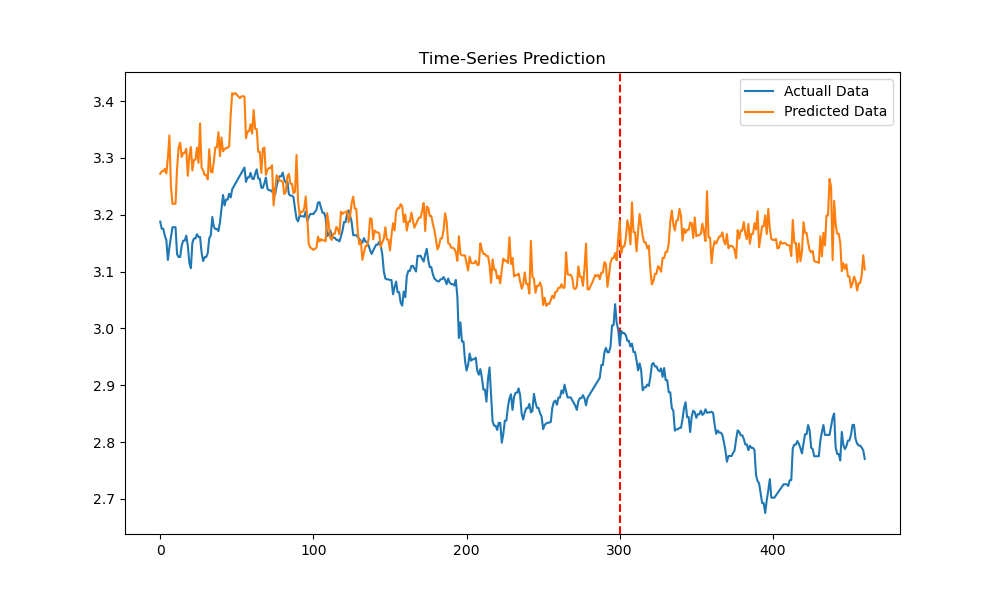 Time-Series Prediction
Actuall Data
Predicted Data
3.4
3.3
3.2
3.1
3.0
2.9
2.8
2.7
0 100 200 300 400